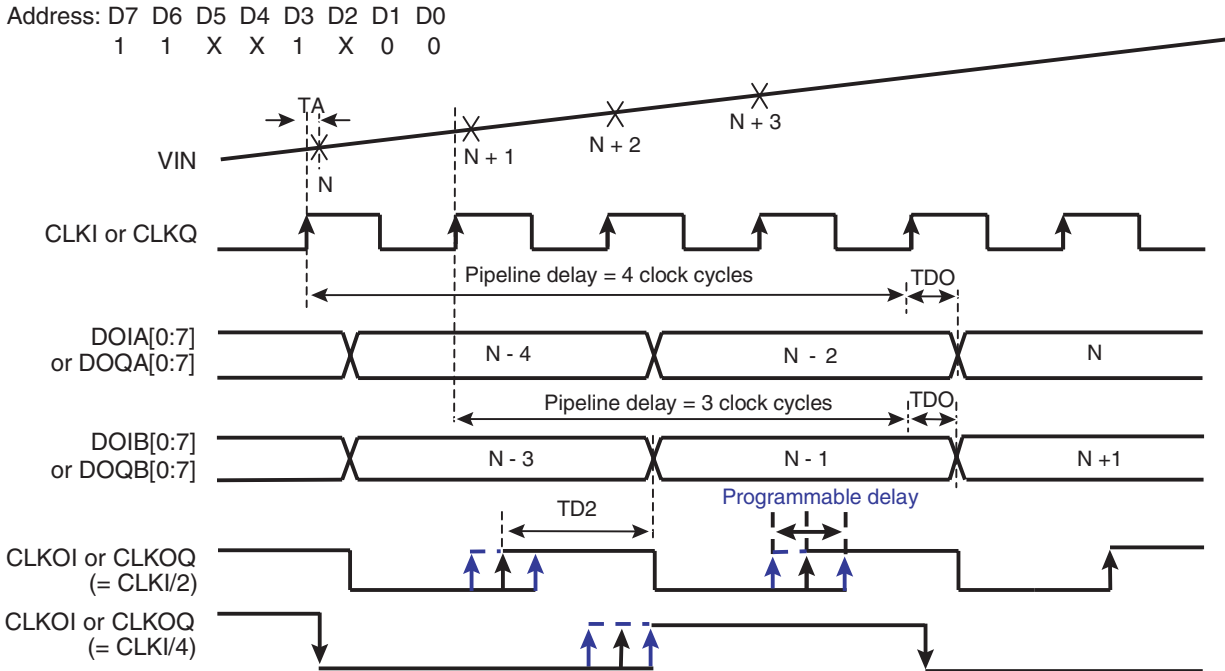 Address: D7 D6 D5 D4 D3 D2 D1 D0
1 1 X X 1 X 0 0
TA
VIN
N
N + 1
N + 2
N + 3
CLKI or CLKQ
Pipeline delay = 4 clock cycles
TDO
DOIA[0:7]
or DOQA[0:7]
N - 4
N - 2
N
Pipeline delay = 3 clock cycles
TDO
DOIB[0:7]
or DOQB[0:7]
N - 3
N - 1
N +1
TD2
Programmable delay
CLKOI or CLKOQ
(= CLKI/2)
CLKOI or CLKOQ
(= CLKI/4)